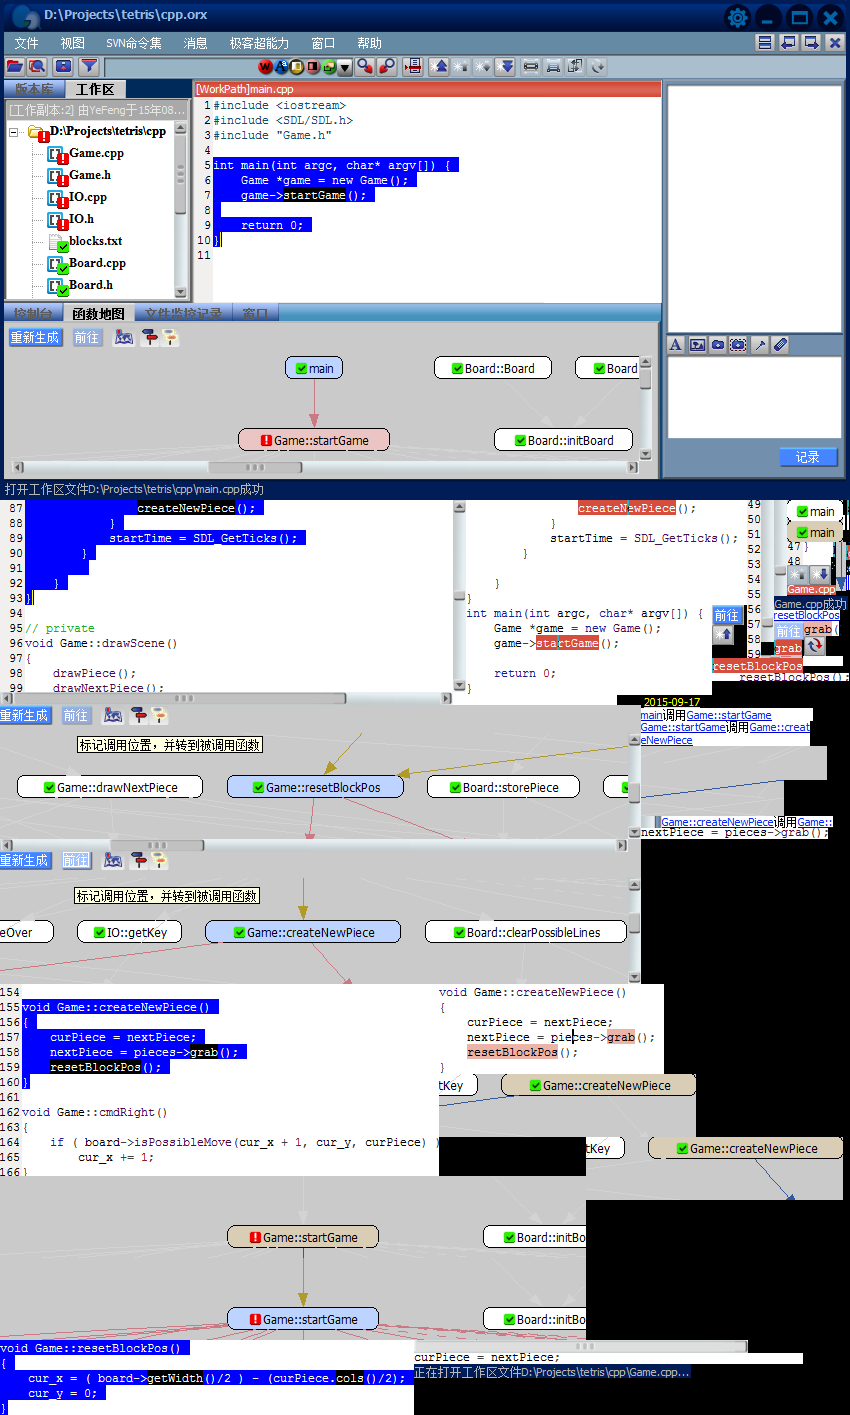 D:\Projects\tetris\cpp.orx
文件 视图 SVN命令集 消息 极客超能力 窗口 帮助
版本库 工作区
[工作副本:2] 由YeFeng于15年08...
D:\Projects\tetris\cpp
Game.cpp
Game.h
IO.cpp
IO.h
blocks.txt
Board.cpp
Board.h
[WorkPath]main.cpp
1 #include <iostream>
2 #include <SDL/SDL.h>
3 #include "Game.h"
4
5 int main(int argc, char* argv[]) {
6 Game *game = new Game();
7 game->startGame();
8
9 return 0;
10 }
11
控制台 函数地图 文件监控记录 窗口
重新生成 前往
main Board::Board Board
Game::startGame Board::initBoard
记录
打开工作区文件D:\Projects\tetris\cpp\main.cpp成功
87 createNewPiece();
88 }
89 startTime = SDL_GetTicks();
90 }
91
92 }
93 }
94
95 // private
96 void Game::drawScene()
97 {
98 drawPiece();
99 drawNextPiece();
createNewPiece();
}
startTime = SDL_GetTicks();
}
}
}
int main(int argc, char* argv[]) {
Game *game = new Game();
game->startGame();
return 0;
}
49
50
51
52
53
54
55
56
57
58
59
main
main
47 }
48
Game.cpp
Game.cpp成功
前往
resetBlockPos
前往 grab(
grab
resetBlockPos
resetBlockPos();
2015-09-17
main调用Game::startGame
Game::startGame调用Game::creat
eNewPiece
重新生成 前往
标记调用位置，并转到被调用函数
Game::drawNextPiece Game::resetBlockPos Board::storePiece
Game::createNewPiece调用Game::
nextPiece = pieces->grab();
重新生成 前往
标记调用位置，并转到被调用函数
eOver IO::getKey Game::createNewPiece Board::clearPossibleLines
154
155 void Game::createNewPiece()
156 {
157 curPiece = nextPiece;
158 nextPiece = pieces->grab();
159 resetBlockPos();
160 }
161
162 void Game::cmdRight()
163 {
164 if ( board->isPossibleMove(cur_x + 1, cur_y, curPiece) )
165 cur_x += 1;
166 }
void Game::createNewPiece()
{
curPiece = nextPiece;
nextPiece = pieces->grab();
resetBlockPos();
}
tKey Game::createNewPiece
tKey Game::createNewPiece
Game::startGame Board::initBo
Game::startGame Board::initBo
void Game::resetBlockPos()
{
cur_x = ( board->getWidth()/2 ) - (curPiece.cols()/2);
cur_y = 0;
}
curPiece = nextPiece;
正在打开工作区文件D:\Projects\tetris\cpp\Game.cpp...